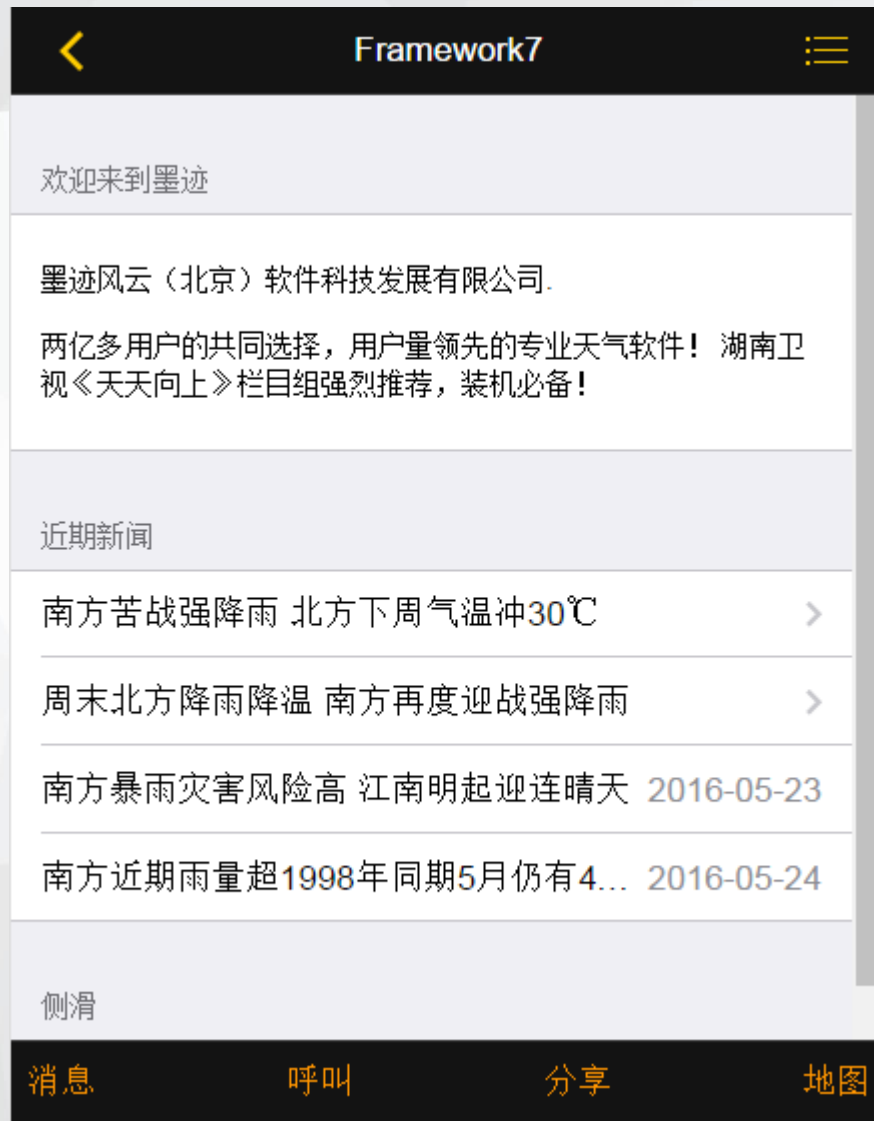 Framework7
欢迎来到墨迹
墨迹风云（北京）软件科技发展有限公司.
两亿多用户的共同选择，用户量领先的专业天气软件！ 湖南卫
视《天天向上》栏目组强烈推荐，装机必备！
近期新闻
南方苦战强降雨 北方下周气温冲30℃
周末北方降雨降温 南方再度迎战强降雨
南方暴雨灾害风险高 江南明起迎连晴天 2016-05-23
南方近期雨量超1998年同期5月仍有4... 2016-05-24
侧滑
消息 呼叫 分享 地图